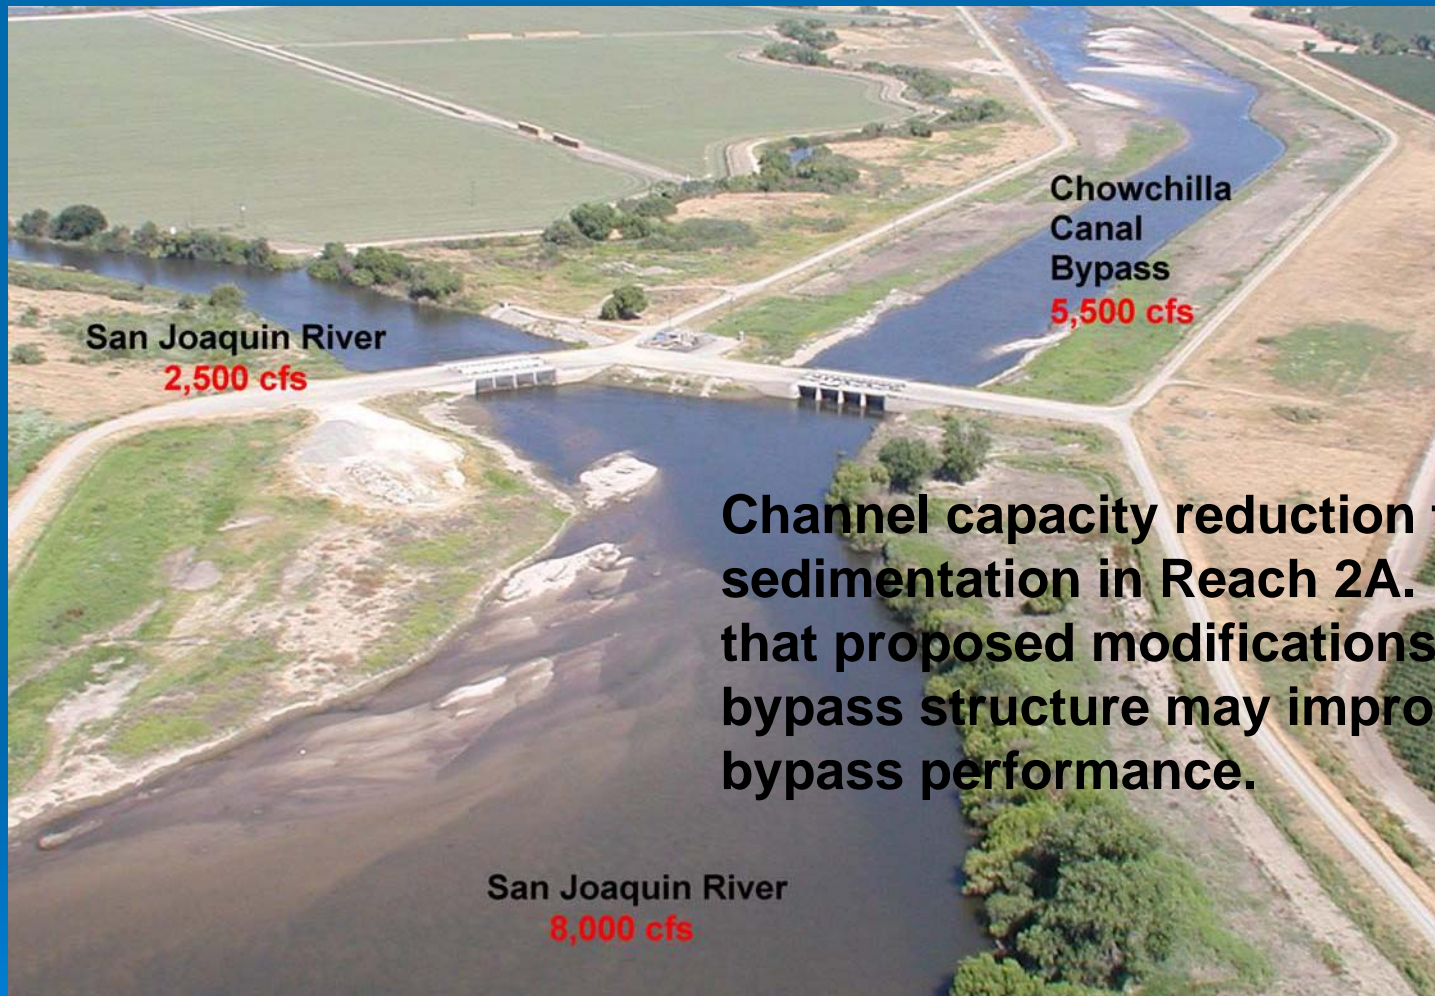 Chowchilla
Canal
Bypass
5,500 cfs
San Joaquin River
2,500 cfs
Channel capacity reduction
sedimentation in Reach 2A.
that proposed modifications
bypass structure may
bypass performance.
San Joaquin River
8,000 cfs